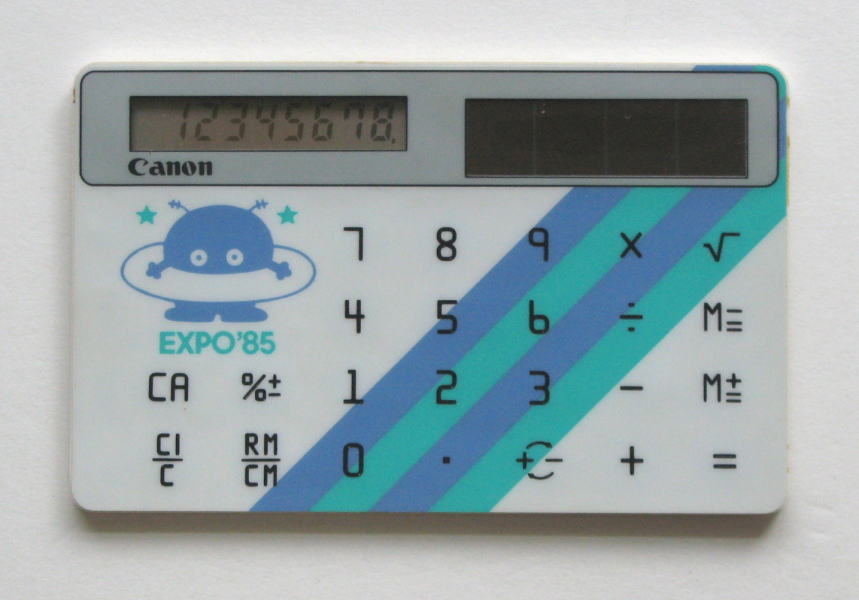 12345678.
Canon
EXPO'85
7 8 9 × √
4 5 6 ÷ M=
CA %± 1 2 3 − M±=
CI/C RM/CM 0 . +⇄− + =